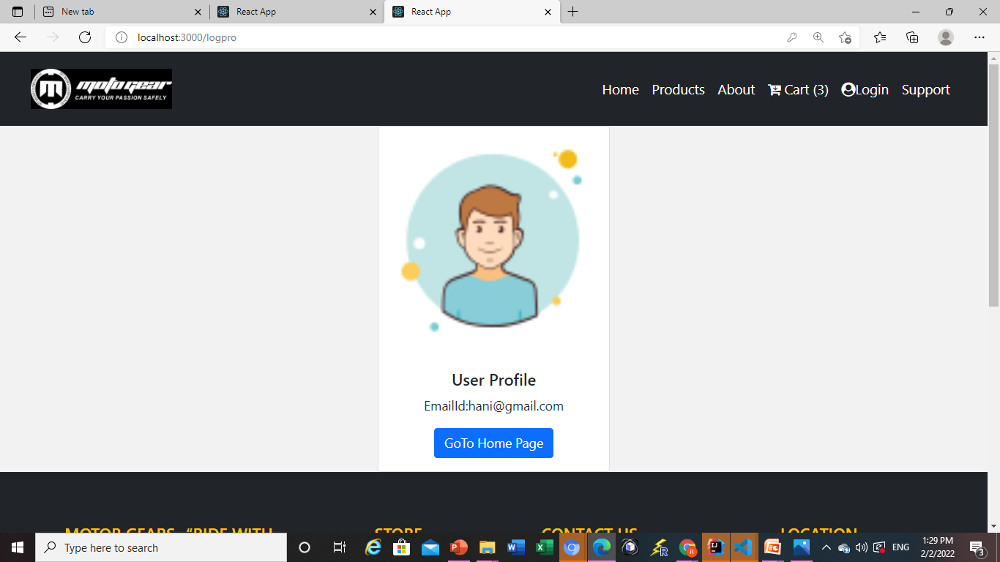 New tab
React App
React App
localhost:3000/logpro
moto gear
CARRY YOUR PASSION SAFELY
Home Products About Cart (3) Login Support
User Profile
EmailId:hani@gmail.com
GoTo Home Page
MOTOR GEARS "RIDE WITH STORE CONTACT US LOCATION
Type here to search
ENG
1:29 PM
2/2/2022
3